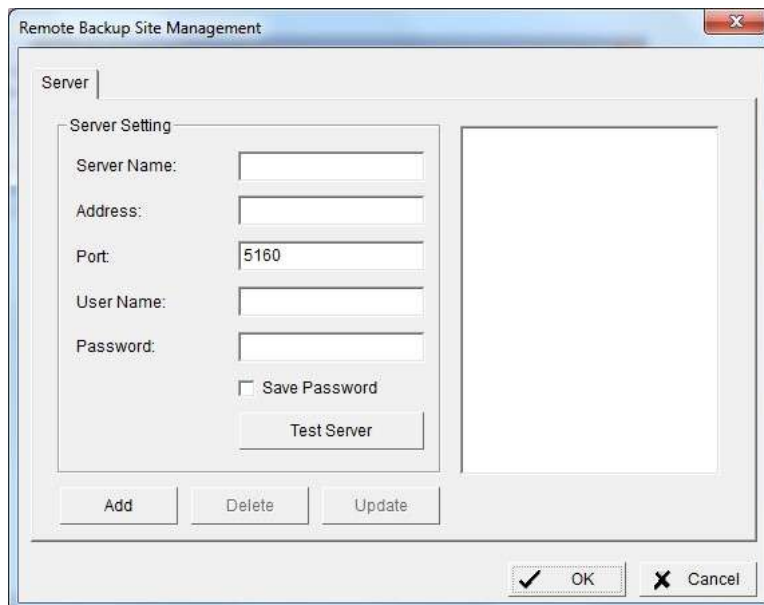 Remote Backup Site Management
Server
Server Setting
Server Name:
Address:
Port: 5160
User Name:
Password:
Save Password
Test Server
Add Delete Update
OK Cancel